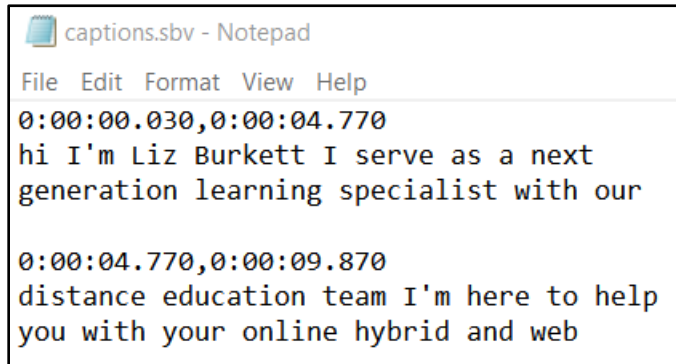 captions.sbv - Notepad
File Edit Format View Help
0:00:00.030,0:00:04.770
hi I'm Liz Burkett I serve as a next
generation learning specialist with our
0:00:04.770,0:00:09.870
distance education team I'm here to help
you with your online hybrid and web